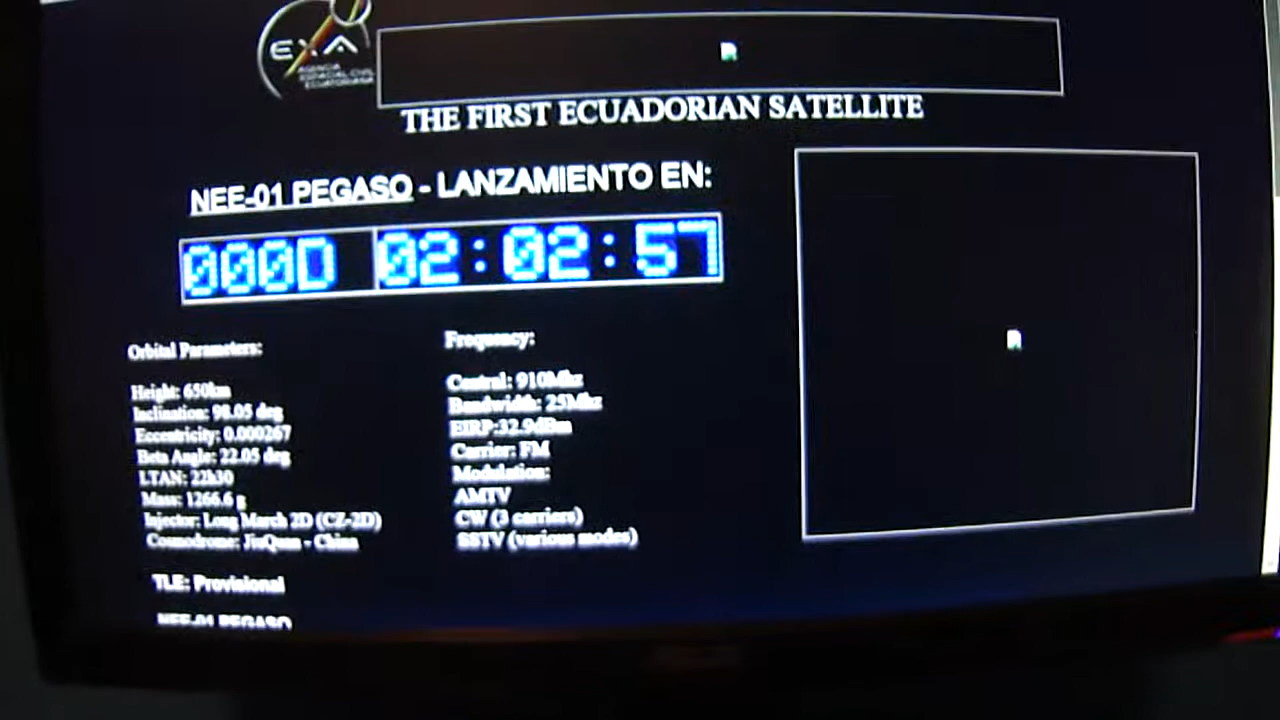 EXA
AGENCIA
ESPACIAL CIVIL
ECUATORIANA
THE FIRST ECUADORIAN SATELLITE
NEE-01 PEGASO - LANZAMIENTO EN:
000D 02:02:57
Orbital Parameters:
Height: 650km
Inclination: 98.05 deg
Eccentricity: 0.000267
Beta Angle: 22.05 deg
LTAN: 22h30
Mass: 1266.6 g
Injector: Long March 2D (CZ-2D)
Cosmodrome: JiuQuan - China
TLE: Provisional
NEE-01 PEGASO
Frequency:
Central: 910Mhz
Bandwidth: 25Mhz
EIRP:32.9dBm
Carrier: FM
Modulation:
AMTV
CW (3 carriers)
SSTV (various modes)